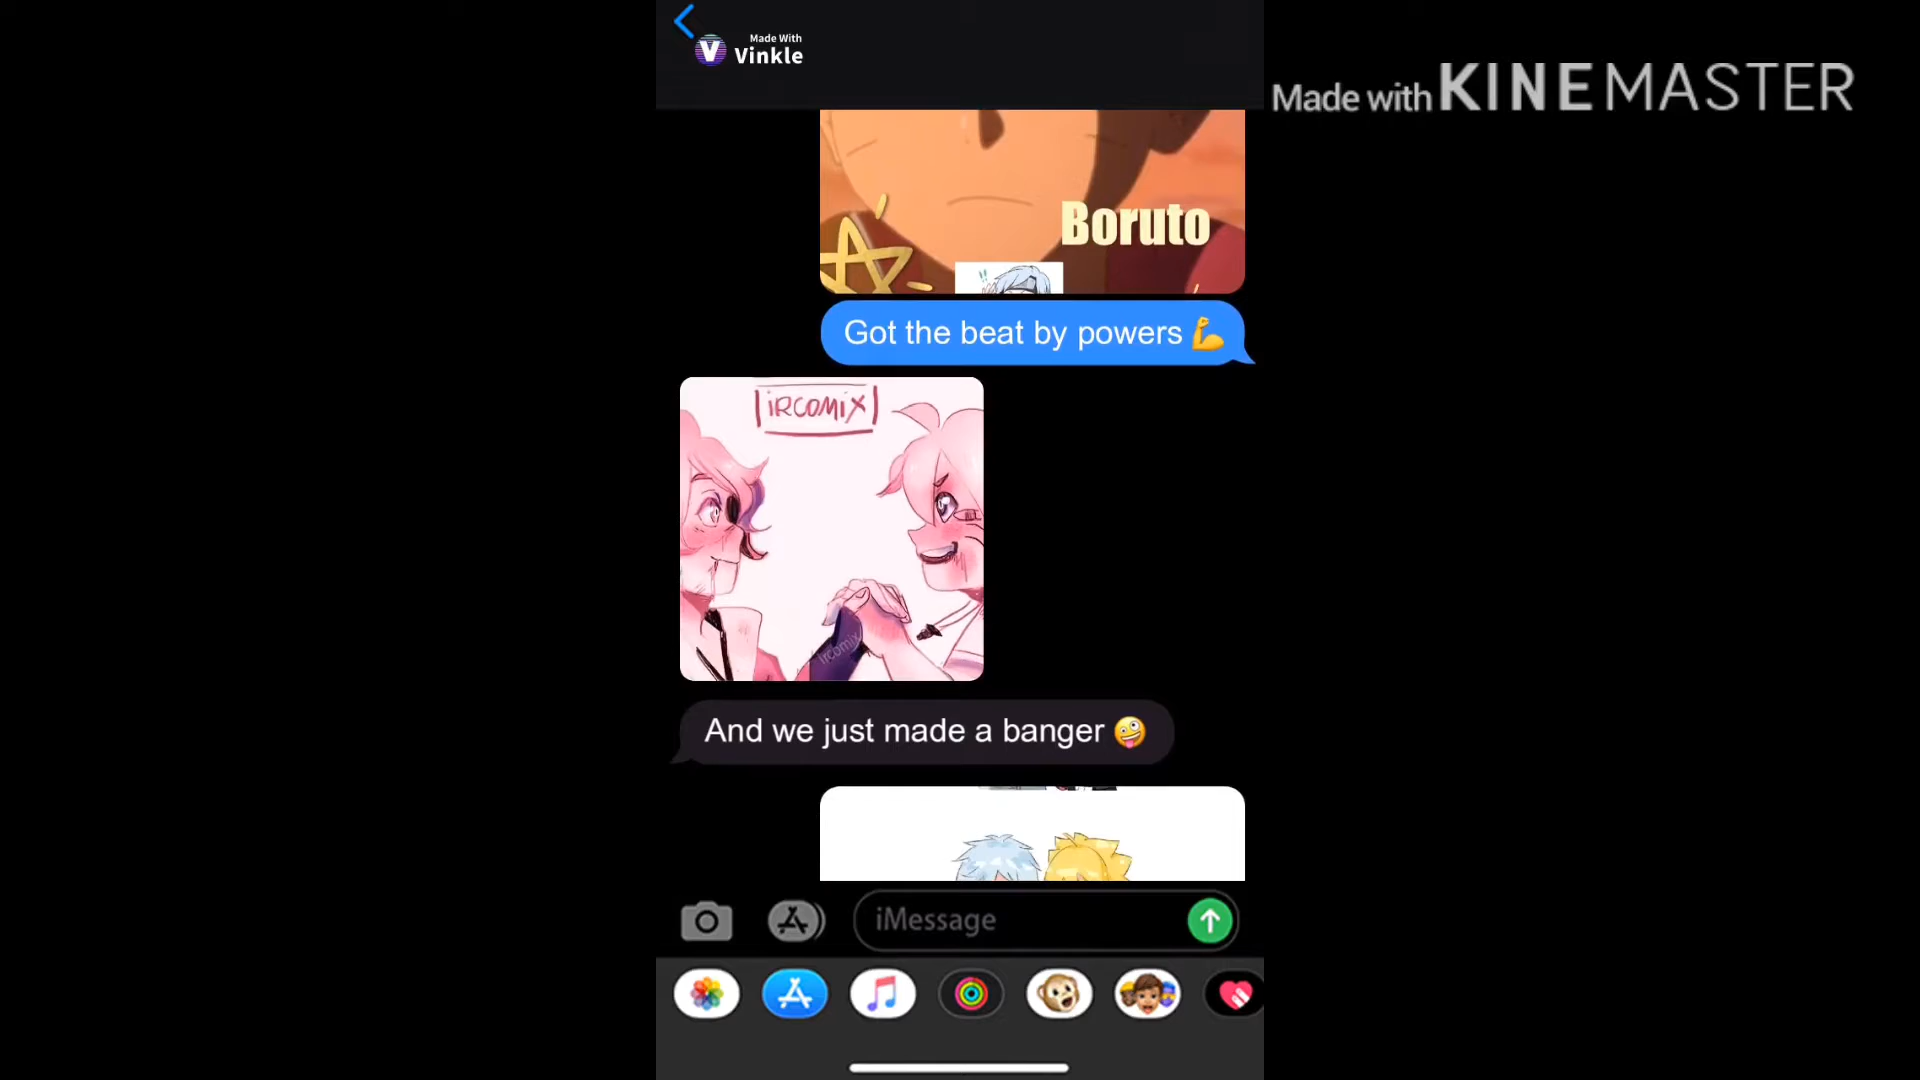 Made With
Vinkle
Made with KINEMASTER
Boruto
Got the beat by powers 💪
iRCOMiX
ircomix
And we just made a banger 🤪
iMessage